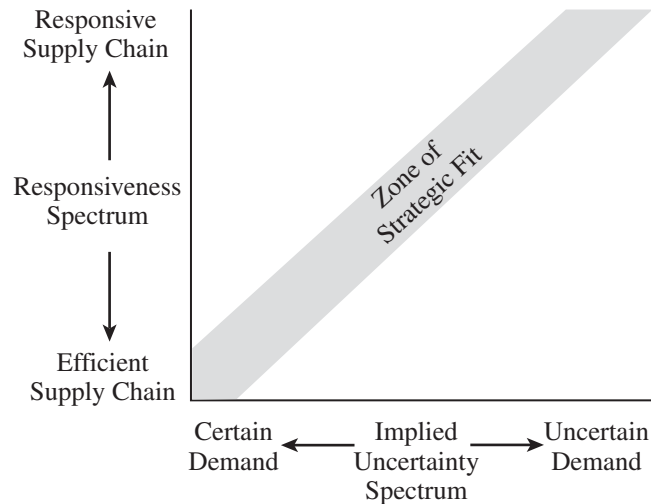 Responsive
Supply Chain
Responsiveness
Spectrum
Efficient
Supply Chain
Zone of
Strategic Fit
Certain
Demand
Implied
Uncertainty
Spectrum
Uncertain
Demand